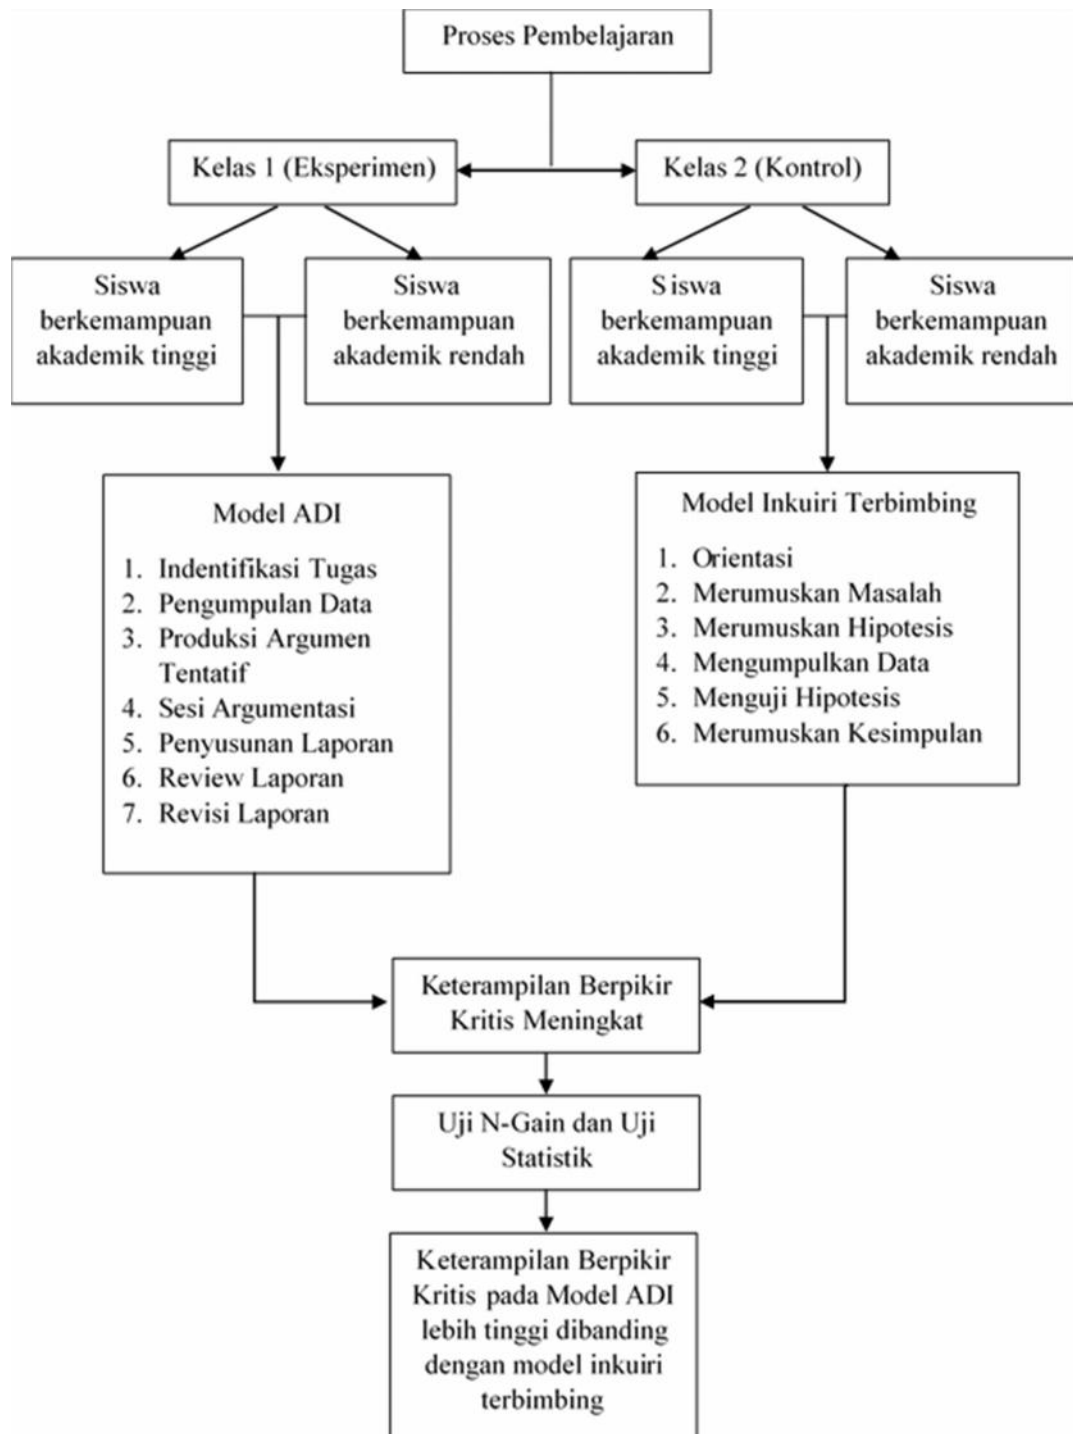 Proses Pembelajaran
Kelas 1 (Eksperimen)
Kelas 2 (Kontrol)
Siswa
berkemampuan
akademik tinggi
Siswa
berkemampuan
akademik rendah
Siswa
berkemampuan
akademik tinggi
Siswa
berkemampuan
akademik rendah
Model ADI
1. Indentifikasi Tugas
2. Pengumpulan Data
3. Produksi Argumen
Tentatif
4. Sesi Argumentasi
5. Penyusunan Laporan
6. Review Laporan
7. Revisi Laporan
Model Inkuiri Terbimbing
1. Orientasi
2. Merumuskan Masalah
3. Merumuskan Hipotesis
4. Mengumpulkan Data
5. Menguji Hipotesis
6. Merumuskan Kesimpulan
Keterampilan Berpikir
Kritis Meningkat
Uji N-Gain dan Uji
Statistik
Keterampilan Berpikir
Kritis pada Model ADI
lebih tinggi dibanding
dengan model inkuiri
terbimbing